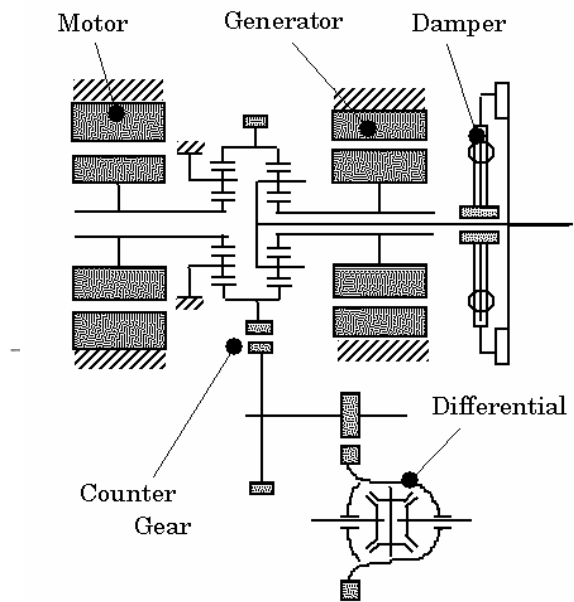 Motor
Generator
Damper
Differential
Counter
Gear